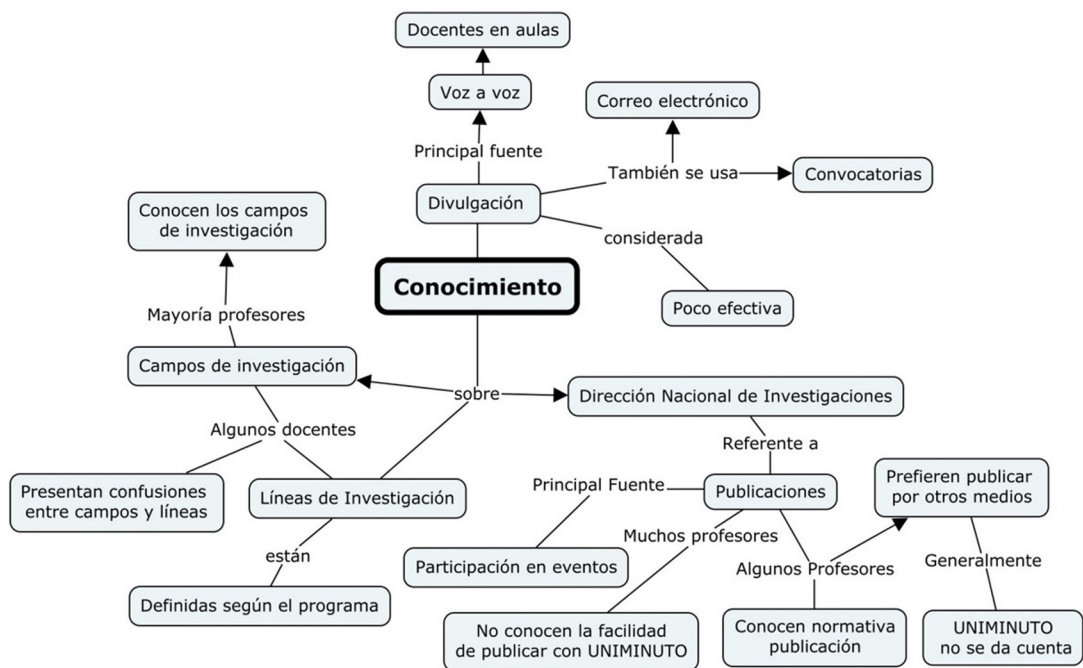 Docentes en aulas
Voz a voz
Correo electrónico
Principal fuente
También se usa
Convocatorias
Divulgación
Conocen los campos
de investigación
considerada
Conocimiento
Poco efectiva
Mayoría profesores
Campos de investigación
sobre
Dirección Nacional de Investigaciones
Algunos docentes
Referente a
Presentan confusiones
entre campos y líneas
Líneas de Investigación
Principal Fuente
Publicaciones
Prefieren publicar
por otros medios
Muchos profesores
están
Participación en eventos
Algunos Profesores
Generalmente
Definidas según el programa
No conocen la facilidad
de publicar con UNIMINUTO
Conocen normativa
publicación
UNIMINUTO
no se da cuenta